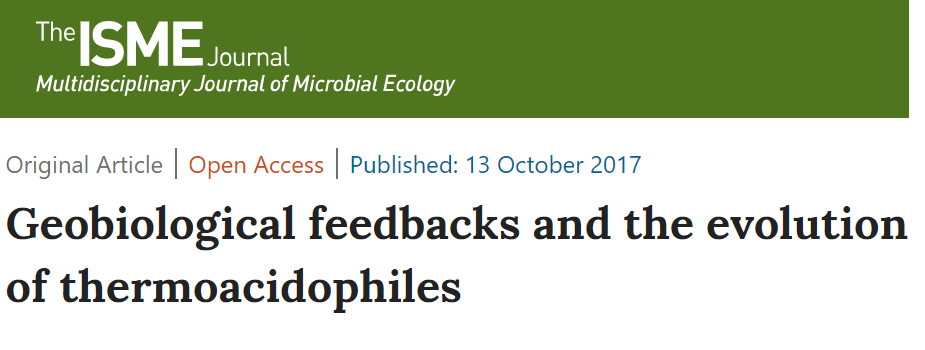 The ISME Journal
Multidisciplinary Journal of Microbial Ecology
Original Article | Open Access | Published: 13 October 2017
Geobiological feedbacks and the evolution
of thermoacidophiles